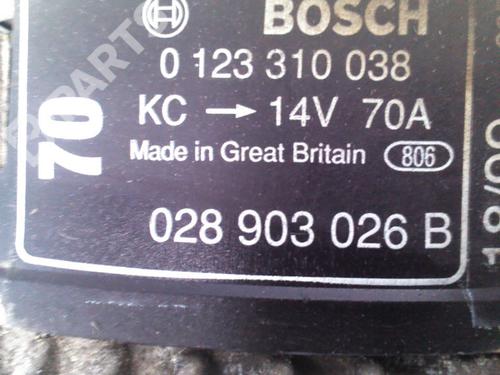 BOSCH
0 123 310 038
KC → 14V 70A
Made in Great Britain 806
028 903 026 B
70